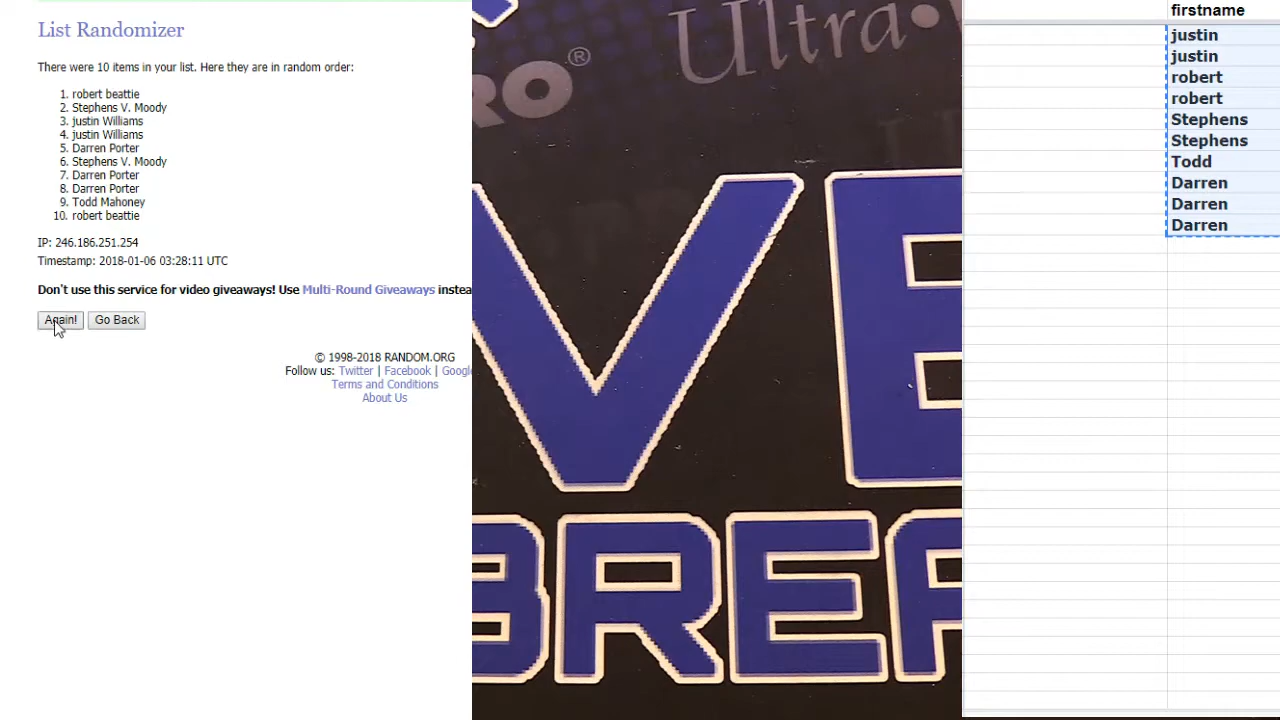 List Randomizer
There were 10 items in your list. Here they are in random order:
1. robert beattie
2. Stephens V. Moody
3. justin Williams
4. justin Williams
5. Darren Porter
6. Stephens V. Moody
7. Darren Porter
8. Darren Porter
9. Todd Mahoney
10. robert beattie
IP: 246.186.251.254
Timestamp: 2018-01-06 03:28:11 UTC
Don't use this service for video giveaways! Use Multi-Round Giveaways instea
Again! Go Back
© 1998-2018 RANDOM.ORG
Follow us: Twitter | Facebook | Google
Terms and Conditions
About Us
RO®
Ultra•
VE
BREA
firstname
justin
justin
robert
robert
Stephens
Stephens
Todd
Darren
Darren
Darren